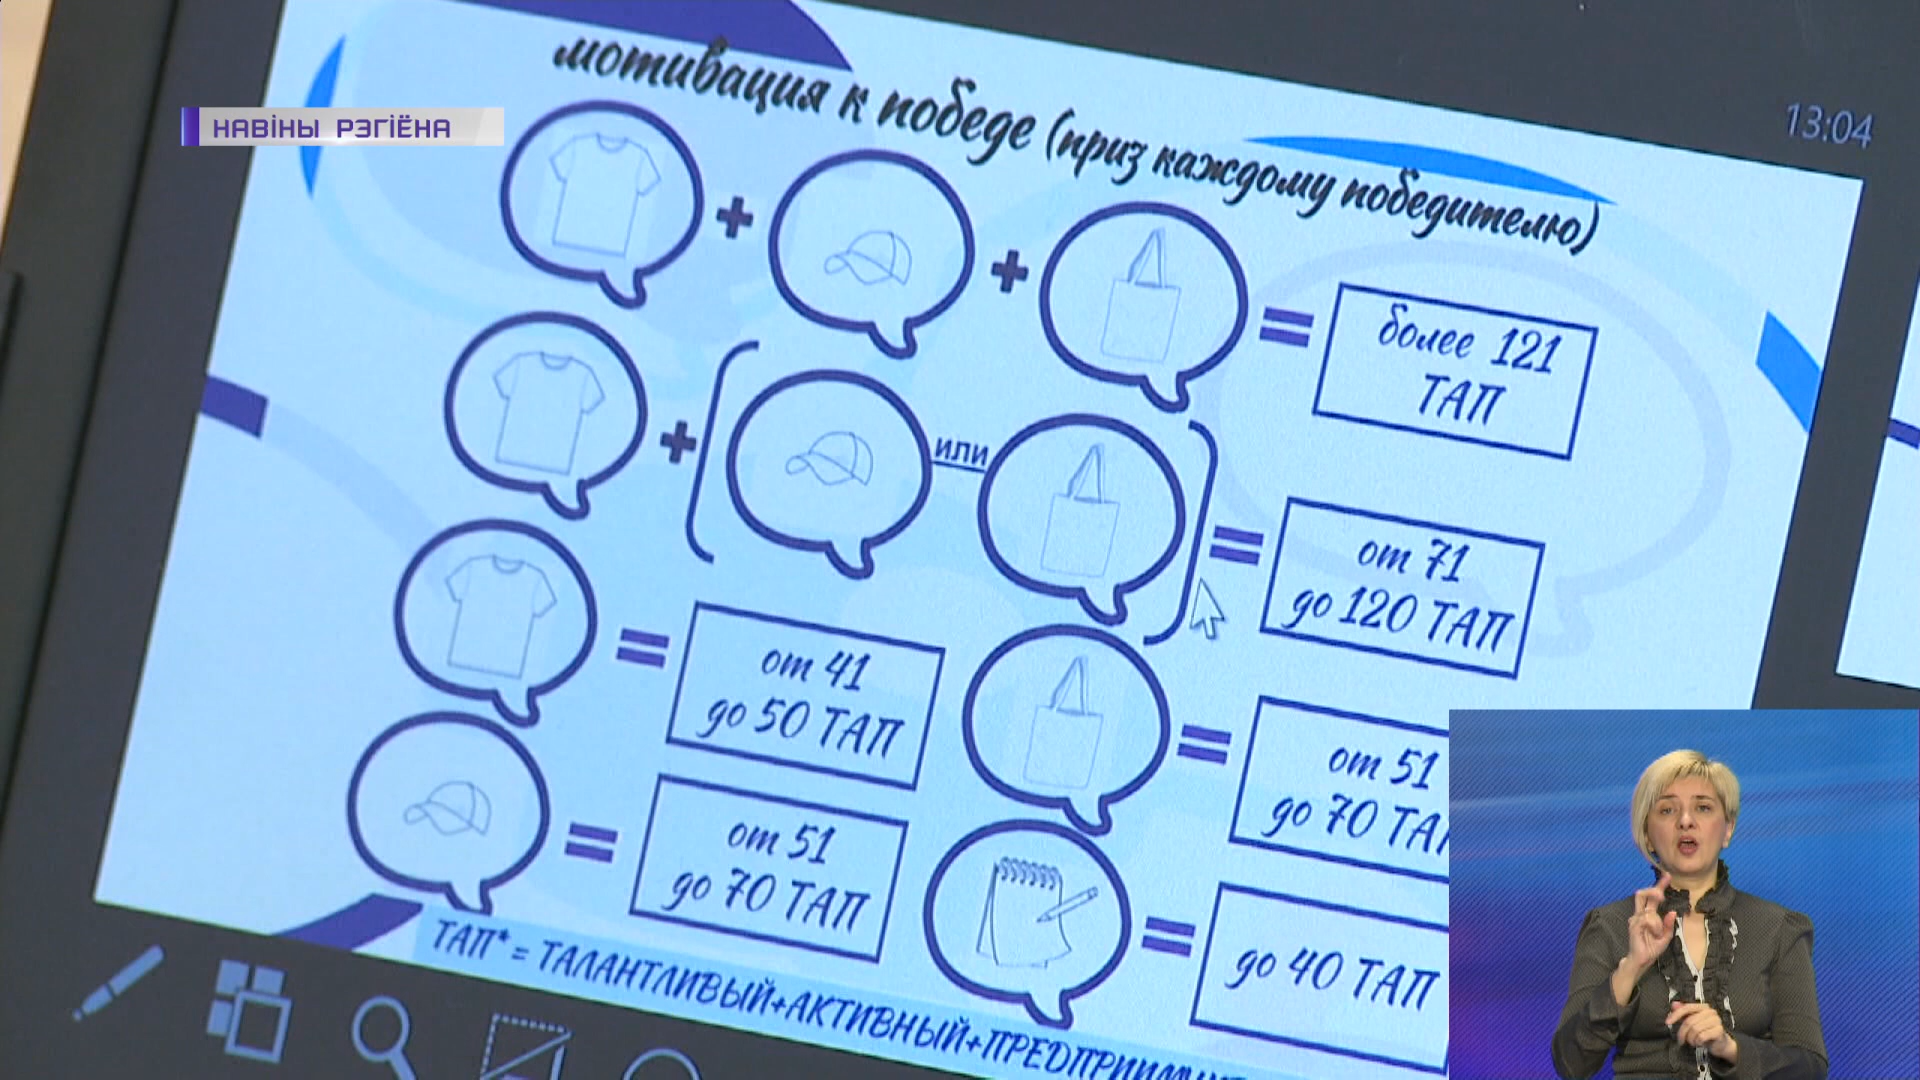 НАВІНЫ РЭГІЁНА
13:04
мотивация к победе (приз каждому победителю)
+
+
=
более 121
ТАП
+
или
=
от 71
до 120 ТАП
=
от 41
до 50 ТАП
=
от 51
до 70
=
от 51
до 70 ТАП
=
до 40 ТАП
ТАП* = ТАЛАНТЛИВЫЙ+АКТИВНЫЙ+